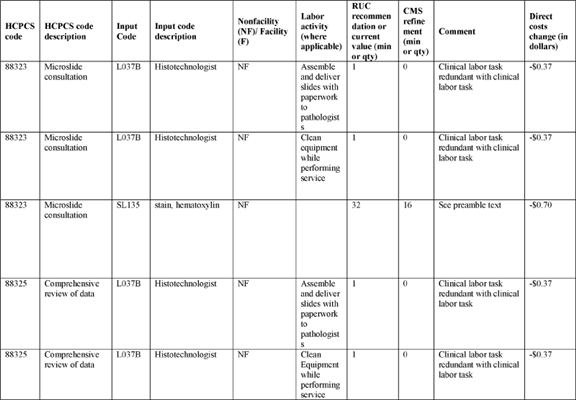 HCPCS code | HCPCS code description | Input Code | Input code description | Nonfacility (NF)/ Facility (F) | Labor activity (where applicable) | RUC recommen dation or current value (min or qty) | CMS refine ment (min or qty) | Comment | Direct costs change (in dollars)
88323 | Microslide consultation | L037B | Histotechnologist | NF | Assemble and deliver slides with paperwork to pathologist s | 1 | 0 | Clinical labor task redundant with clinical labor task | -$0.37
88323 | Microslide consultation | L037B | Histotechnologist | NF | Clean equipment while performing service | 1 | 0 | Clinical labor task redundant with clinical labor task | -$0.37
88323 | Microslide consultation | SL135 | stain, hematoxylin | NF | | 32 | 16 | See preamble text | -$0.70
88325 | Comprehensive review of data | L037B | Histotechnologist | NF | Assemble and deliver slides with paperwork to pathologist s | 1 | 0 | Clinical labor task redundant with clinical labor task | -$0.37
88325 | Comprehensive review of data | L037B | Histotechnologist | NF | Clean Equipment while performing service | 1 | 0 | Clinical labor task redundant with clinical labor task | -$0.37